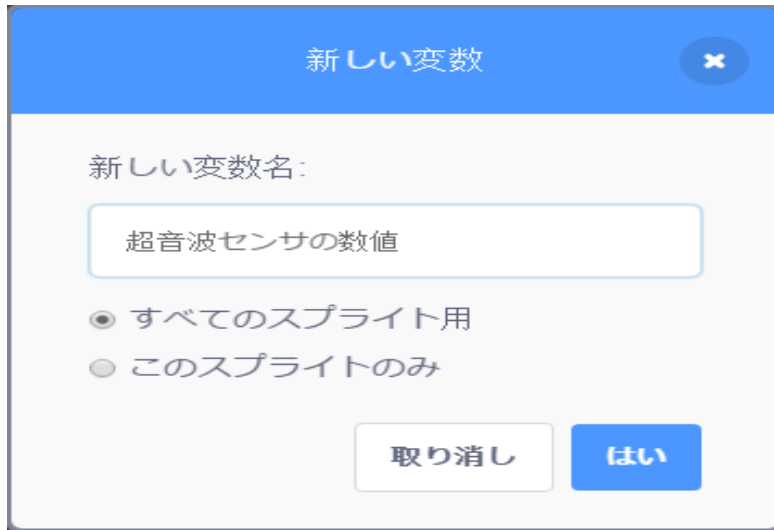 新しい変数
新しい変数名:
超音波センサの数値
すべてのスプライト用
このスプライトのみ
取り消し はい